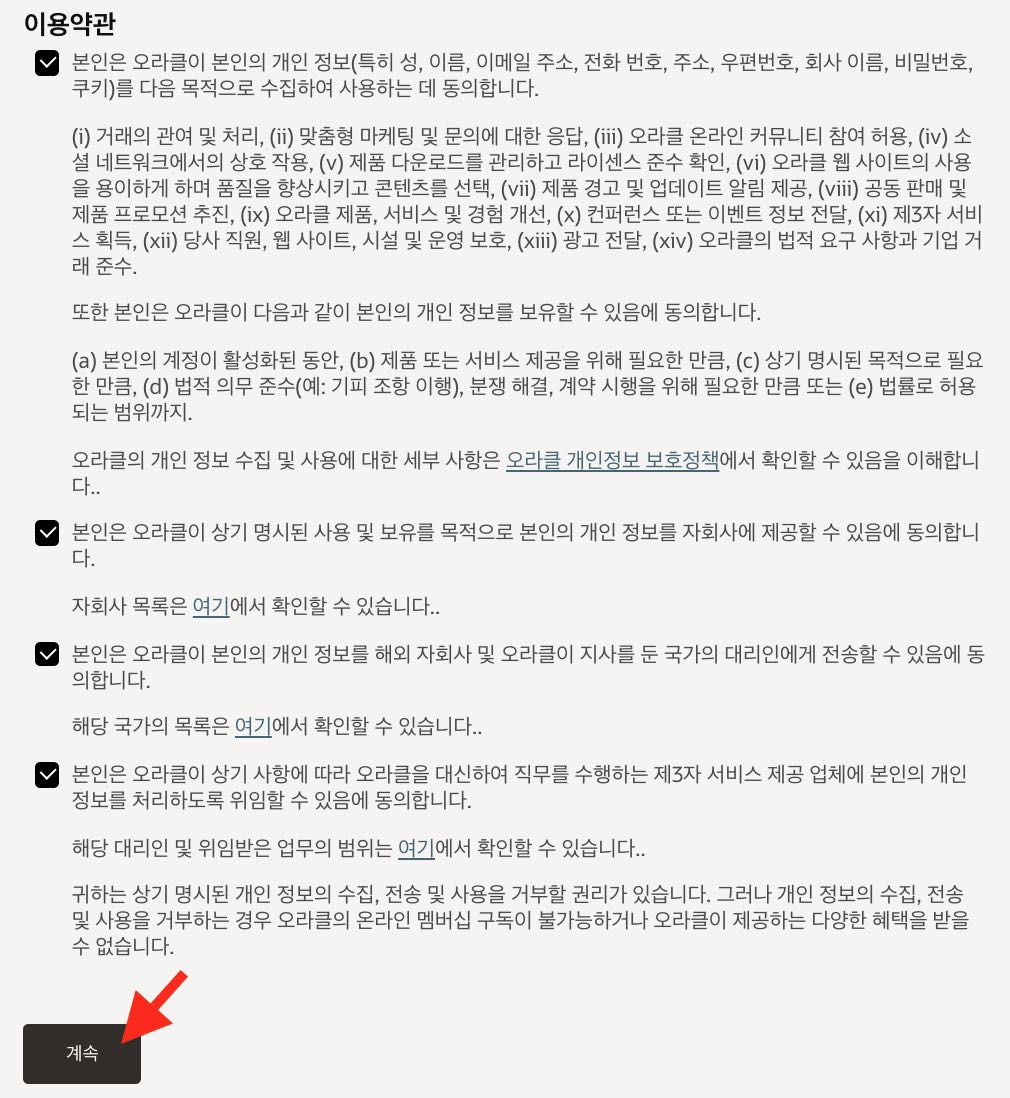 이용약관
본인은 오라클이 본인의 개인 정보(특히 성, 이름, 이메일 주소, 전화 번호, 주소, 우편번호, 회사 이름, 비밀번호,
쿠키)를 다음 목적으로 수집하여 사용하는 데 동의합니다.
(i) 거래의 관여 및 처리, (ii) 맞춤형 마케팅 및 문의에 대한 응답, (iii) 오라클 온라인 커뮤니티 참여 허용, (iv) 소
셜 네트워크에서의 상호 작용, (v) 제품 다운로드를 관리하고 라이센스 준수 확인, (vi) 오라클 웹 사이트의 사용
을 용이하게 하며 품질을 향상시키고 콘텐츠를 선택, (vii) 제품 경고 및 업데이트 알림 제공, (viii) 공동 판매 및
제품 프로모션 추진, (ix) 오라클 제품, 서비스 및 경험 개선, (x) 컨퍼런스 또는 이벤트 정보 전달, (xi) 제3자 서비
스 획득, (xii) 당사 직원, 웹 사이트, 시설 및 운영 보호, (xiii) 광고 전달, (xiv) 오라클의 법적 요구 사항과 기업 거
래 준수.
또한 본인은 오라클이 다음과 같이 본인의 개인 정보를 보유할 수 있음에 동의합니다.
(a) 본인의 계정이 활성화된 동안, (b) 제품 또는 서비스 제공을 위해 필요한 만큼, (c) 상기 명시된 목적으로 필요
한 만큼, (d) 법적 의무 준수(예: 기피 조항 이행), 분쟁 해결, 계약 시행을 위해 필요한 만큼 또는 (e) 법률로 허용
되는 범위까지.
오라클의 개인 정보 수집 및 사용에 대한 세부 사항은 오라클 개인정보 보호정책에서 확인할 수 있음을 이해합니
다..
본인은 오라클이 상기 명시된 사용 및 보유를 목적으로 본인의 개인 정보를 자회사에 제공할 수 있음에 동의합니
다.
자회사 목록은 여기에서 확인할 수 있습니다..
본인은 오라클이 본인의 개인 정보를 해외 자회사 및 오라클이 지사를 둔 국가의 대리인에게 전송할 수 있음에 동
의합니다.
해당 국가의 목록은 여기에서 확인할 수 있습니다..
본인은 오라클이 상기 사항에 따라 오라클을 대신하여 직무를 수행하는 제3자 서비스 제공 업체에 본인의 개인
정보를 처리하도록 위임할 수 있음에 동의합니다.
해당 대리인 및 위임받은 업무의 범위는 여기에서 확인할 수 있습니다..
귀하는 상기 명시된 개인 정보의 수집, 전송 및 사용을 거부할 권리가 있습니다. 그러나 개인 정보의 수집, 전송
및 사용을 거부하는 경우 오라클의 온라인 멤버십 구독이 불가능하거나 오라클이 제공하는 다양한 혜택을 받을
수 없습니다.
계속